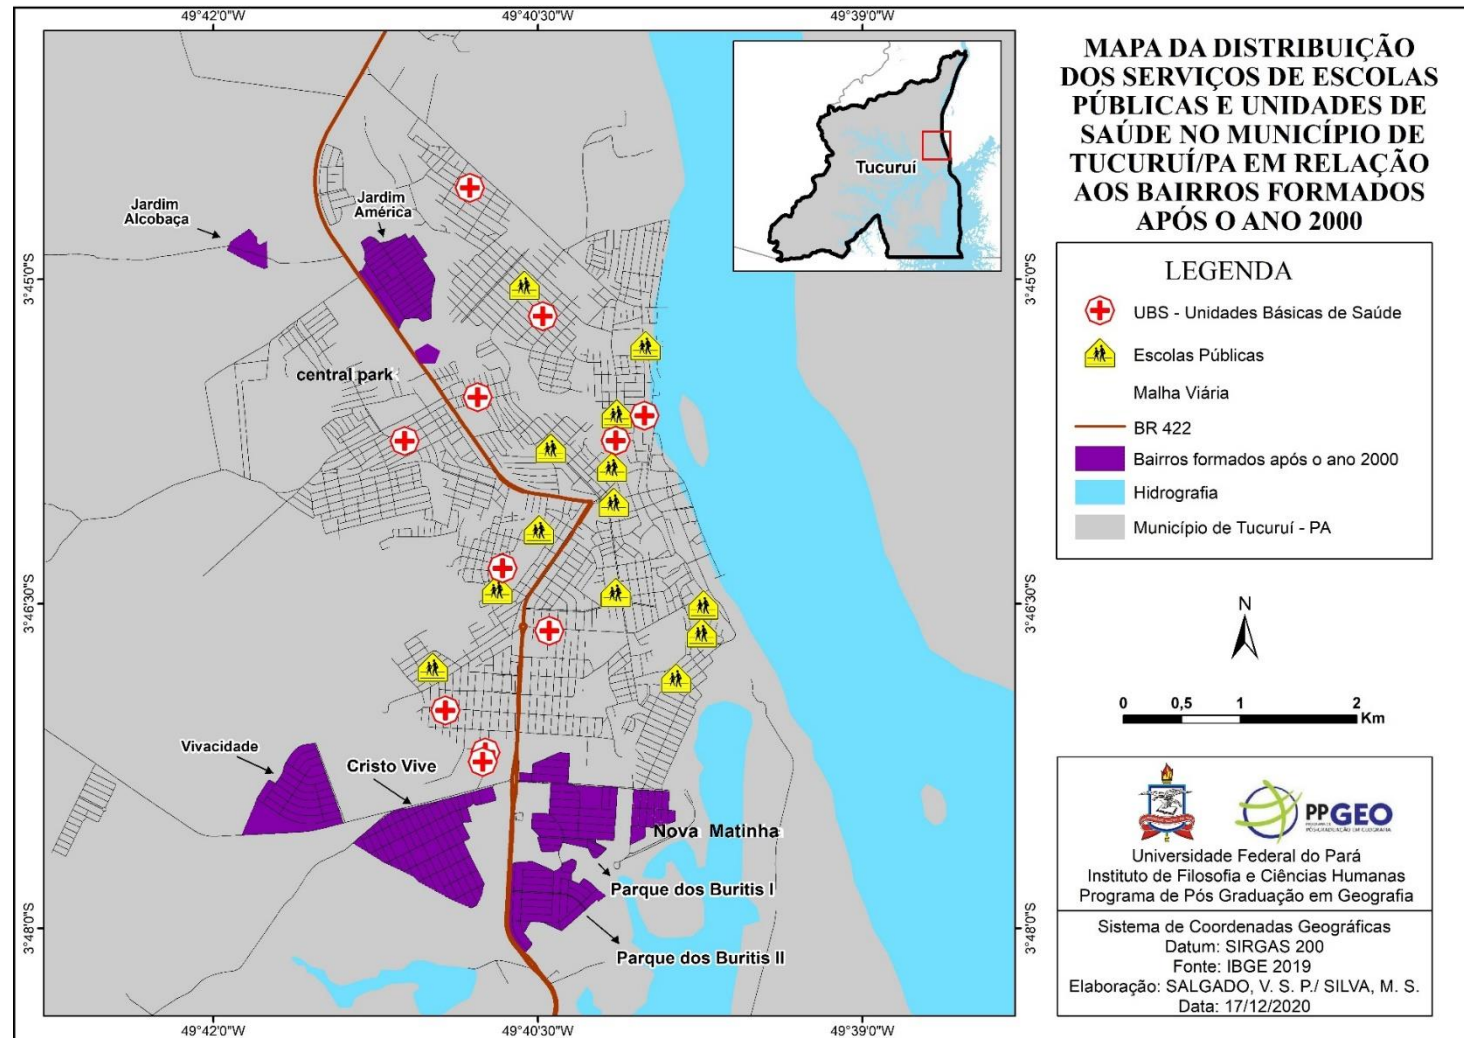 49°42'0"W
49°40'30"W
49°39'0"W
3°45'0"S
3°46'30"S
3°48'0"S
Jardim
Alcobaça
Jardim
América
central park
Vivacidade
Cristo Vive
Nova Matinha
Parque dos Buritis I
Parque dos Buritis II
Tucuruí
3°45'0"S
3°46'30"S
3°48'0"S
49°42'0"W
49°40'30"W
49°39'0"W
MAPA DA DISTRIBUIÇÃO
DOS SERVIÇOS DE ESCOLAS
PÚBLICAS E UNIDADES DE
SAÚDE NO MUNICÍPIO DE
TUCURUÍ/PA EM RELAÇÃO
AOS BAIRROS FORMADOS
APÓS O ANO 2000
LEGENDA
UBS - Unidades Básicas de Saúde
Escolas Públicas
Malha Viária
BR 422
Bairros formados após o ano 2000
Hidrografia
Município de Tucuruí - PA
N
0 0,5 1 2
Km
PPGEO
Universidade Federal do Pará
Instituto de Filosofia e Ciências Humanas
Programa de Pós Graduação em Geografia
Sistema de Coordenadas Geográficas
Datum: SIRGAS 200
Fonte: IBGE 2019
Elaboração: SALGADO, V. S. P./ SILVA, M. S.
Data: 17/12/2020